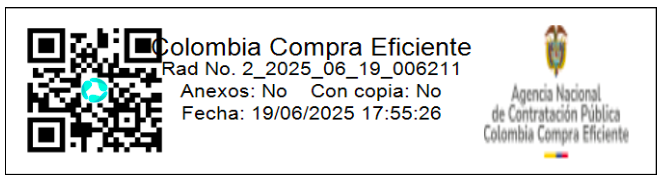 Colombia Compra Eficiente
Rad No. 2_2025_06_19_006211
Anexos: No Con copia: No
Fecha: 19/06/2025 17:55:26
Agencia Nacional
de Contratación Pública
Colombia Compra Eficiente